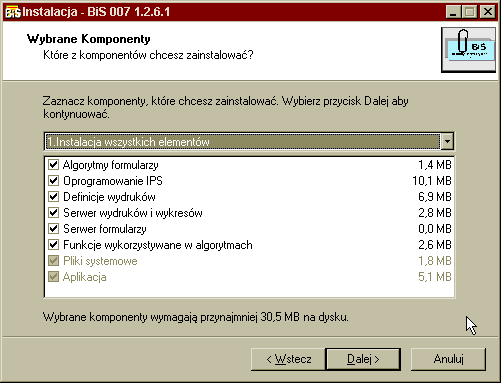 BiS Instalacja - BiS 007 1.2.6.1
Wybrane Komponenty
Które z komponentów chcesz zainstalować?
BiS
Zaznacz komponenty, które chcesz zainstalować. Wybierz przycisk Dalej aby
kontynuować.
1.Instalacja wszystkich elementów
Algorytmy formularzy 1,4 MB
Oprogramowanie IPS 10,1 MB
Definicje wydruków 6,9 MB
Serwer wydruków i wykresów 2,8 MB
Serwer formularzy 0,0 MB
Funkcje wykorzystywane w algorytmach 2,6 MB
Pliki systemowe 1,8 MB
Aplikacja 5,1 MB
Wybrane komponenty wymagają przynajmniej 30,5 MB na dysku.
< Wstecz Dalej > Anuluj